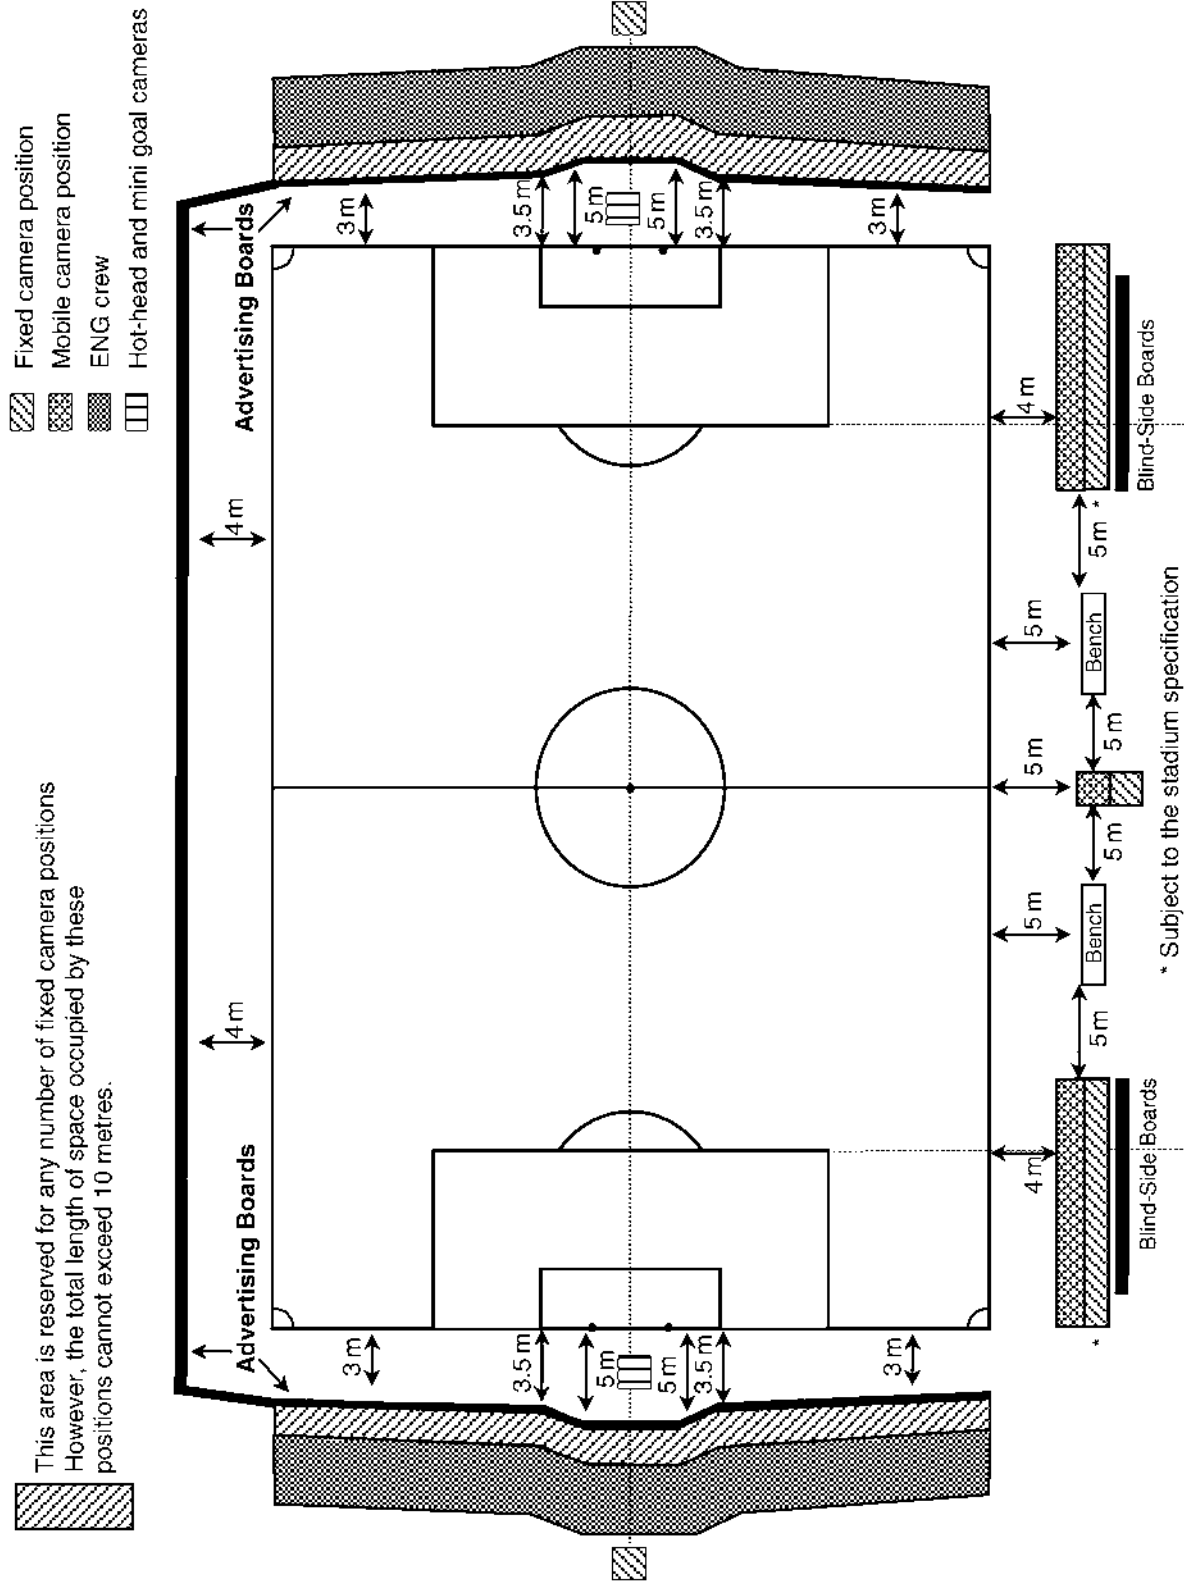 This area is reserved for any number of fixed camera positions
However, the total length of space occupied by these
positions cannot exceed 10 metres.
Fixed camera position
Mobile camera position
ENG crew
Hot-head and mini goal cameras
Advertising Boards
Advertising Boards
4 m
4 m
3 m
3 m
3.5 m
3.5 m
5 m
5 m
5 m
5 m
3.5 m
3.5 m
3 m
3 m
4 m
5 m
5 m
5 m
4 m
5 m
Bench
5 m
5 m
Bench
5 m
*
*
Blind-Side Boards
Blind-Side Boards
* Subject to the stadium specification